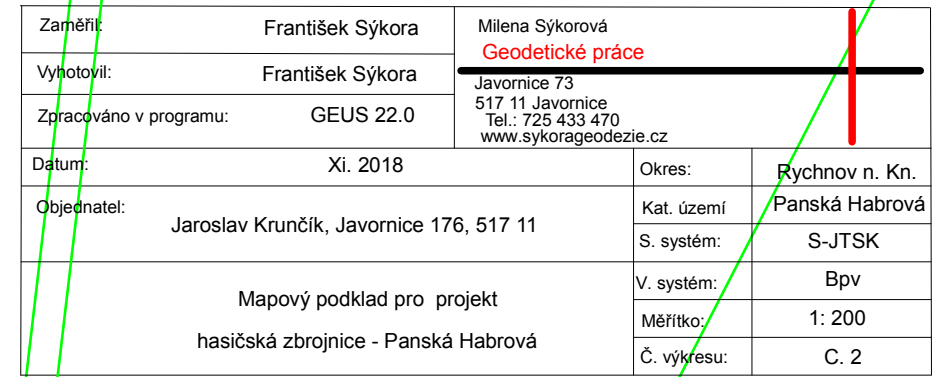 Zaměřil: František Sýkora
Vyhotovil: František Sýkora
Zpracováno v programu: GEUS 22.0
Milena Sýkorová
Geodetické práce
Javornice 73
517 11 Javornice
Tel.: 725 433 470
www.sykorageodezie.cz
Datum: Xi. 2018
Okres: Rychnov n. Kn.
Objednatel:
Jaroslav Krunčík, Javornice 176, 517 11
Kat. území Panská Habrová
S. systém: S-JTSK
Mapový podklad pro projekt
hasičská zbrojnice - Panská Habrová
V. systém: Bpv
Měřítko: 1: 200
Č. výkresu: C. 2